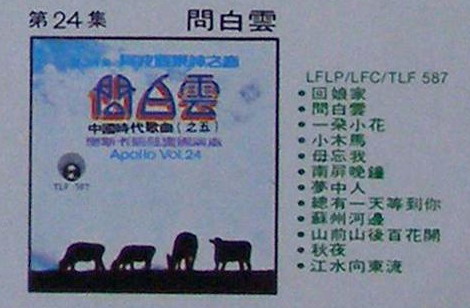 第24集 問白雲
問白雲
中國時代歌曲(之五)
Apollo Vol.24
TLF 587
LFLP/LFC/TLF 587
•回娘家
•問白雲
•一朵小花
•小木馬
•毋忘我
•南屏晚鐘
•夢中人
•總有一天等到你
•蘇州河邊
•山前山後百花開
•秋夜
•江水向東流